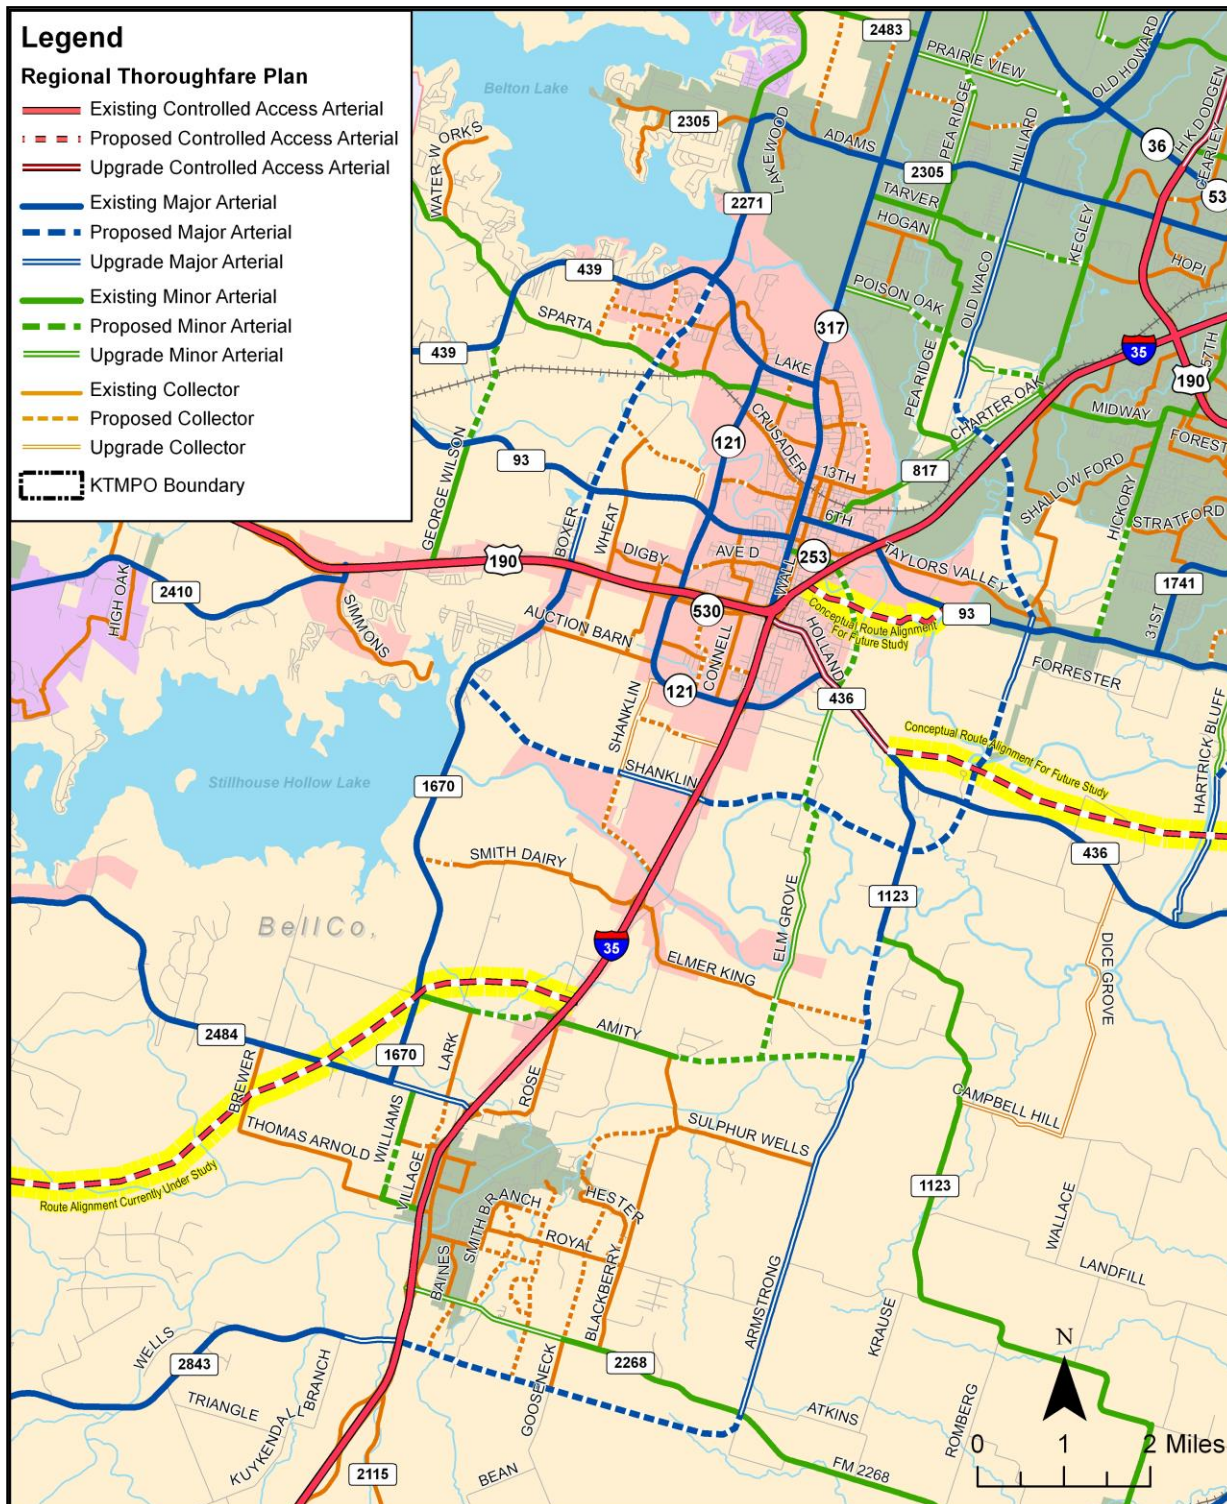 Legend
Regional Thoroughfare Plan
Existing Controlled Access Arterial
Proposed Controlled Access Arterial
Upgrade Controlled Access Arterial
Existing Major Arterial
Proposed Major Arterial
Upgrade Major Arterial
Existing Minor Arterial
Proposed Minor Arterial
Upgrade Minor Arterial
Existing Collector
Proposed Collector
Upgrade Collector
KTMPO Boundary
2483
PRAIRIE VIEW
OLD HOWARD
Belton Lake
2305
LAKEWOOD
ADAMS
PEA RIDGE
HILLIARD
36
HK DODGEN
GEARLEY
53
WATER WORKS
2271
2305
TARVER
HOGAN
KEGLEY
HOPI
439
POISON OAK
OLD WACO
SPARTA
317
439
LAKE
PEA RIDGE
35
57TH
190
CHARTER OAK
MIDWAY
CRUSADER
121
FOREST
93
GEORGE WILSON
13TH
817
SHALLOW FORD
HICKORY
6TH
STRATFORD
BOXER
WHEAT
DIGBY
AVE D
WALL
253
TAYLORS VALLEY
190
2410
1741
31ST
HIGH OAK
SIMMONS
530
93
Conceptual Route Alignment
For Future Study
AUCTION BARN
CONNELL
HOLLAND
FORRESTER
121
436
SHANKLIN
HARTRICK BLUFF
Conceptual Route Alignment For Future Study
Stillhouse Hollow Lake
1670
SHANKLIN
436
SMITH DAIRY
1123
Bell Co,
ELM GROVE
DICE GROVE
35
ELMER KING
2484
AMITY
1670
LARK
BREWER
ROSE
CAMPBELL HILL
THOMAS ARNOLD
WILLIAMS
SULPHUR WELLS
VILLAGE
1123
Route Alignment Currently Under Study
SMITH BRANCH
HESTER
WALLACE
ROYAL
BAINES
BLACKBERRY
LANDFILL
ARMSTRONG
KRAUSE
WELLS
N
2843
2268
BRANCH
GOOSENECK
TRIANGLE
ATKINS
ROMBERG
KUYKENDALL
0 1 2 Miles
2115
BEAN
FM 2268